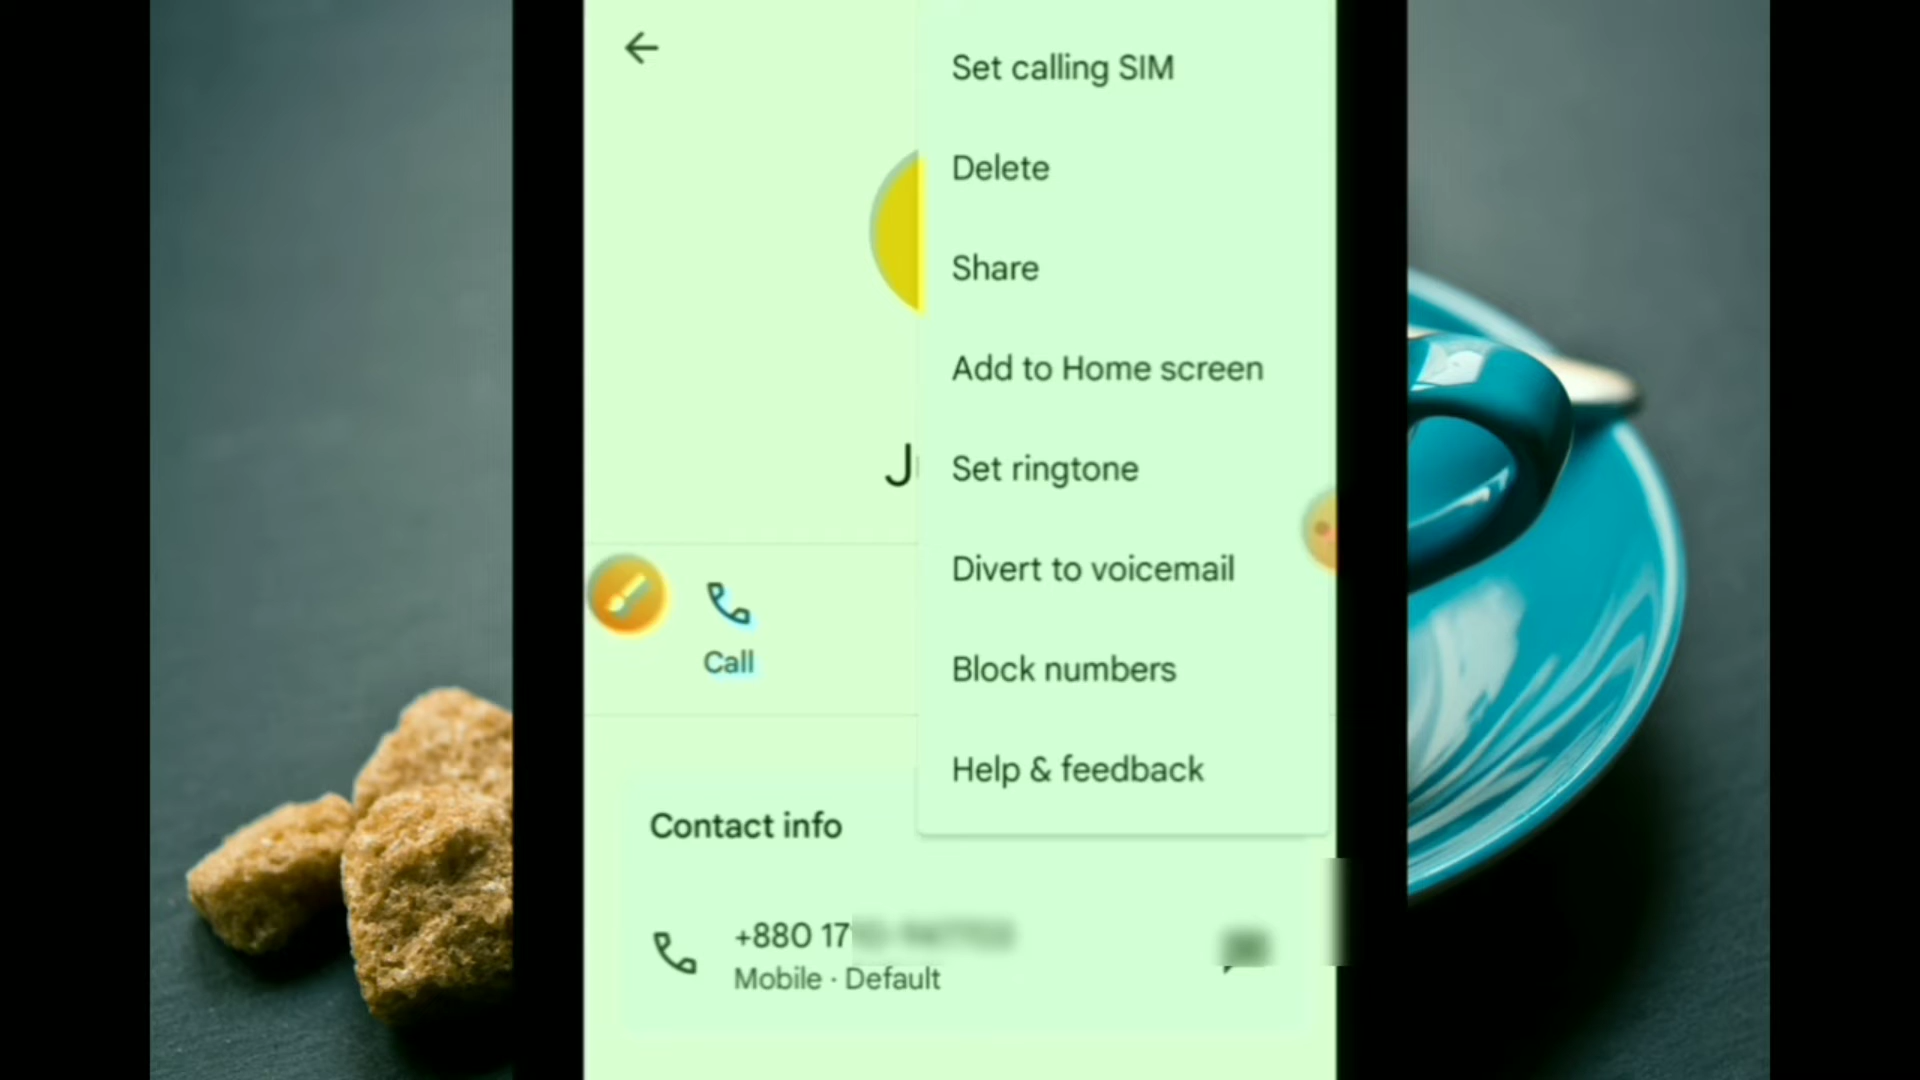 Set calling SIM
Delete
Share
Add to Home screen
Set ringtone
Divert to voicemail
Block numbers
Help & feedback
Call
Contact info
+880 17
Mobile · Default